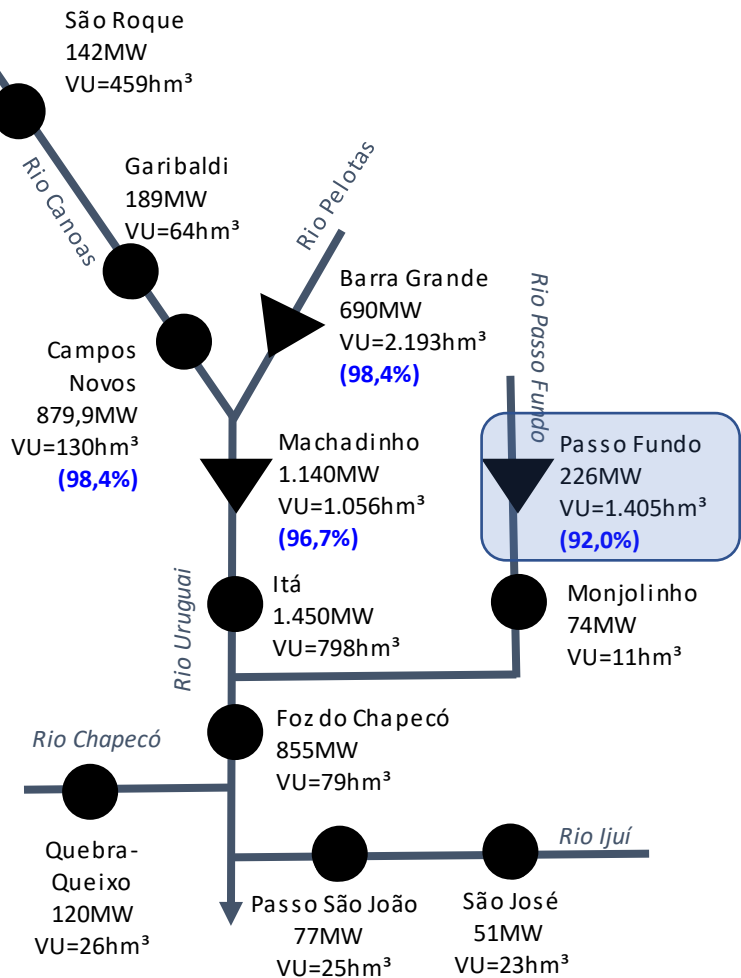 São Roque
142MW
VU=459hm³
Rio Canoas
Garibaldi
189MW
VU=64hm³
Rio Pelotas
Barra Grande
690MW
VU=2.193hm³
(98,4%)
Rio Passo Fundo
Campos
Novos
879,9MW
VU=130hm³
(98,4%)
Machadinho
1.140MW
VU=1.056hm³
(96,7%)
Passo Fundo
226MW
VU=1.405hm³
(92,0%)
Rio Uruguai
Itá
1.450MW
VU=798hm³
Monjolinho
74MW
VU=11hm³
Foz do Chapecó
855MW
VU=79hm³
Rio Chapecó
Quebra-
Queixo
120MW
VU=26hm³
Rio Ijuí
Passo São João
77MW
VU=25hm³
São José
51MW
VU=23hm³